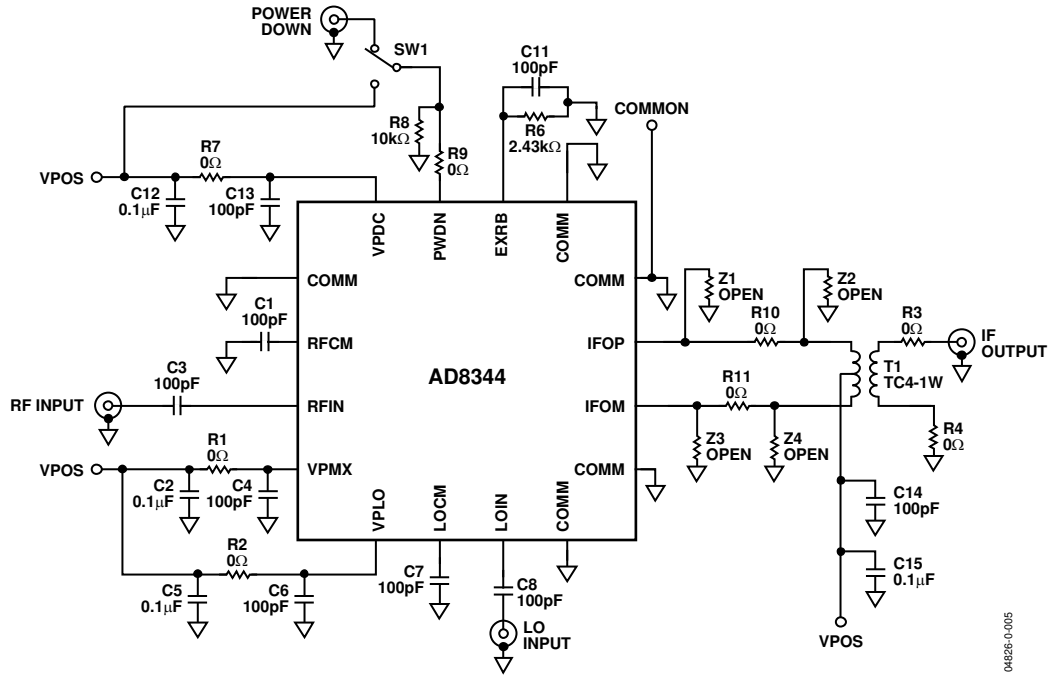 POWER
DOWN
SW1
C11
100pF
COMMON
R8
10kΩ
R6
2.43kΩ
R9
0Ω
R7
0Ω
VPOS
C12
0.1µF
C13
100pF
VPDC
PWDN
EXRB
COMM
COMM
COMM
Z1
OPEN
Z2
OPEN
C1
100pF
R10
0Ω
R3
0Ω
IF
OUTPUT
RFCM
IFOP
C3
100pF
AD8344
T1
TC4-1W
R11
0Ω
RF INPUT
RFIN
IFOM
R4
0Ω
R1
0Ω
Z3
OPEN
Z4
OPEN
VPOS
VPMX
COMM
C2
0.1µF
C4
100pF
VPLO
LOCM
LOIN
COMM
C14
100pF
R2
0Ω
C5
0.1µF
C6
100pF
C7
100pF
C8
100pF
C15
0.1µF
LO
INPUT
VPOS
04826-0-005